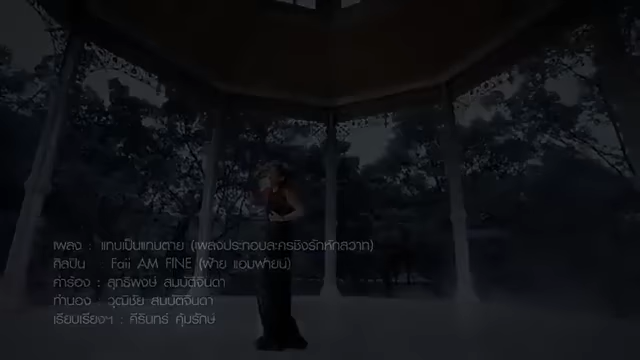 เพลง : แทบเป็นแทบตาย (เพลงประกอบละครชิงรักหักสวาท)
ศิลปิน : Faii AM FINE (ฝ้าย แอมฟายน์)
คำร้อง : สุทธิพงษ์ สมบัติจินดา
ทำนอง : วุฒิชัย สมบัติจินดา
เรียบเรียงฯ : คีรินทร์ คุ้มรักษ์